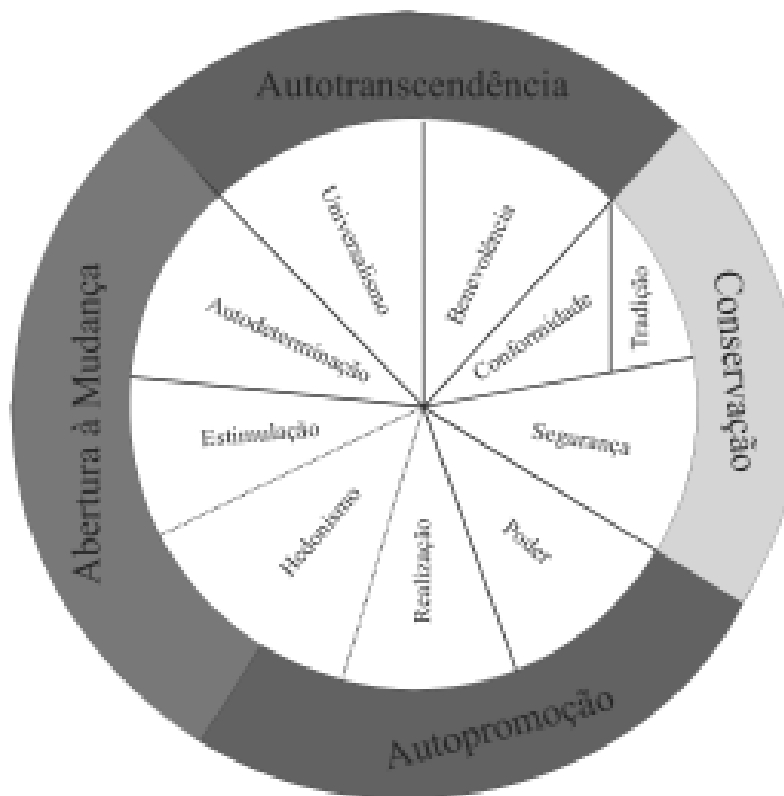 Autotranscendência
Universalismo
Benevolência
Autodeterminação
Conformidade
Tradição
Conservação
Abertura à Mudança
Estimulação
Segurança
Hedonismo
Realização
Poder
Autopromoção